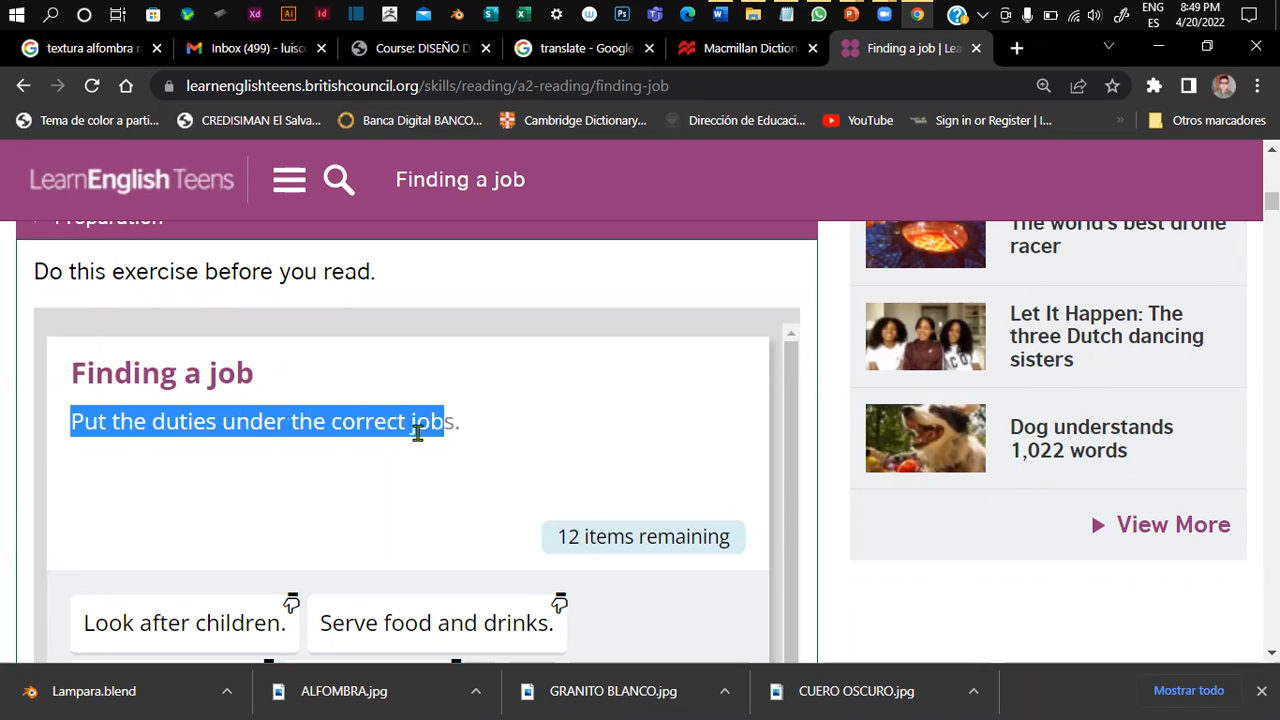 8:49 PM
ENG
ES
4/20/2022
textura alfombra ra
Inbox (499) - luisco
Course: DISEÑO D
translate - Google
Macmillan Dictiona
Finding a job | Lea
learnenglishteens.britishcouncil.org/skills/reading/a2-reading/finding-job
Tema de color a parti...
CREDISIMAN El Salva...
Banca Digital BANCO...
Cambridge Dictionary...
Dirección de Educaci...
YouTube
Sign in or Register | I...
Otros marcadores
LearnEnglish Teens
Finding a job
Preparation
Do this exercise before you read.
Finding a job
Put the duties under the correct jobs.
12 items remaining
Look after children.
Serve food and drinks.
The world's best drone
racer
Let It Happen: The
three Dutch dancing
sisters
Dog understands
1,022 words
View More
Lampara.blend
ALFOMBRA.jpg
GRANITO BLANCO.jpg
CUERO OSCURO.jpg
Mostrar todo